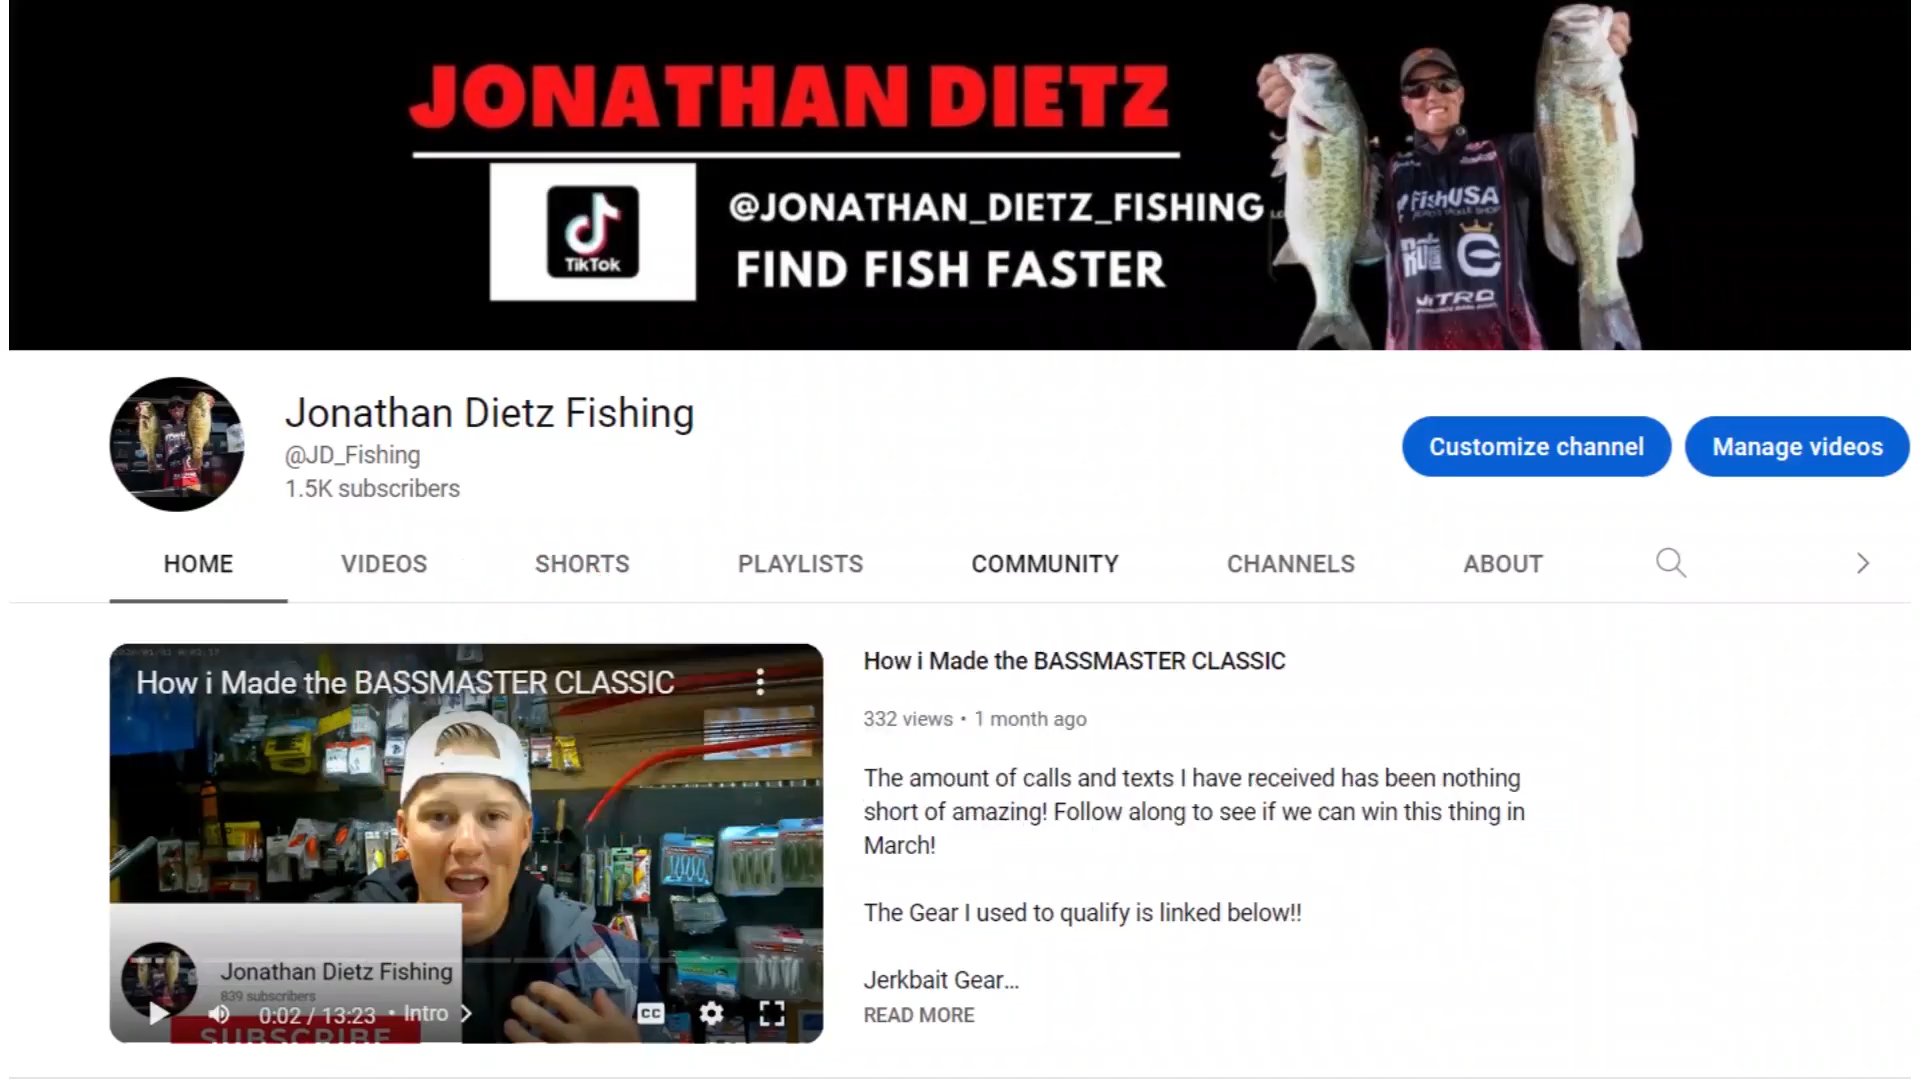 JONATHAN DIETZ
TikTok
@JONATHAN_DIETZ_FISHING
FIND FISH FASTER
FishUSA
NITRO
Jonathan Dietz Fishing
@JD_Fishing
1.5K subscribers
Customize channel
Manage videos
HOME
VIDEOS
SHORTS
PLAYLISTS
COMMUNITY
CHANNELS
ABOUT
How i Made the BASSMASTER CLASSIC
Jonathan Dietz Fishing
839 subscribers
0:02 / 13:23 • Intro
CC
SUBSCRIBE
How i Made the BASSMASTER CLASSIC
332 views • 1 month ago
The amount of calls and texts I have received has been nothing
short of amazing! Follow along to see if we can win this thing in
March!
The Gear I used to qualify is linked below!!
Jerkbait Gear...
READ MORE